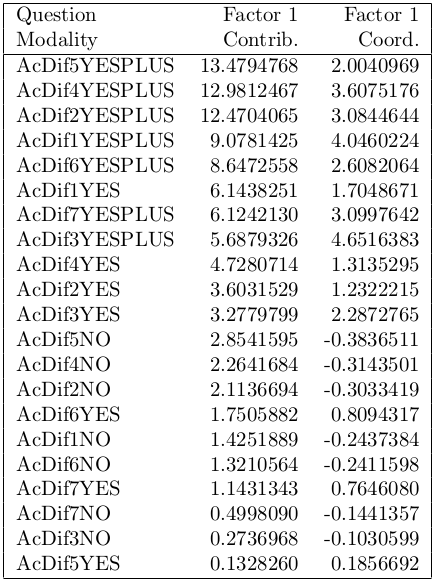 Question Factor 1 Factor 1
Modality Contrib. Coord.
AcDif5YESPLUS 13.4794768 2.0040969
AcDif4YESPLUS 12.9812467 3.6075176
AcDif2YESPLUS 12.4704065 3.0844644
AcDif1YESPLUS 9.0781425 4.0460224
AcDif6YESPLUS 8.6472558 2.6082064
AcDif1YES 6.1438251 1.7048671
AcDif7YESPLUS 6.1242130 3.0997642
AcDif3YESPLUS 5.6879326 4.6516383
AcDif4YES 4.7280714 1.3135295
AcDif2YES 3.6031529 1.2322215
AcDif3YES 3.2779799 2.2872765
AcDif5NO 2.8541595 -0.3836511
AcDif4NO 2.2641684 -0.3143501
AcDif2NO 2.1136694 -0.3033419
AcDif6YES 1.7505882 0.8094317
AcDif1NO 1.4251889 -0.2437384
AcDif6NO 1.3210564 -0.2411598
AcDif7YES 1.1431343 0.7646080
AcDif7NO 0.4998090 -0.1441357
AcDif3NO 0.2736968 -0.1030599
AcDif5YES 0.1328260 0.1856692